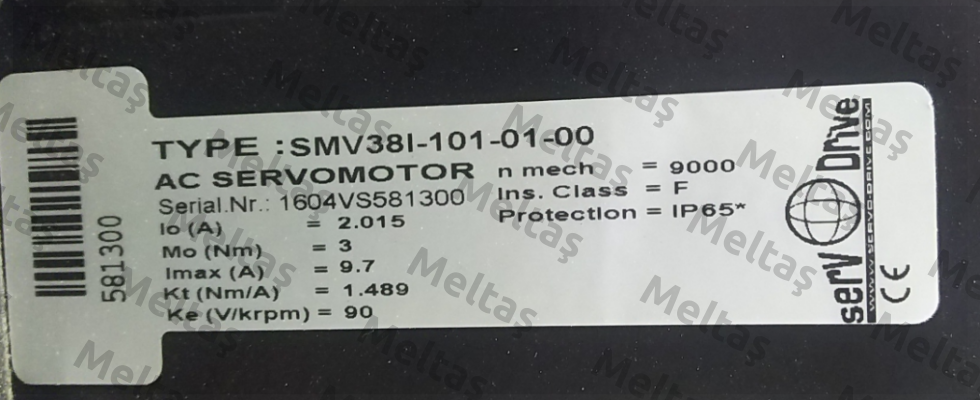 TYPE :SMV38I-101-01-00
AC SERVOMOTOR
Serial.Nr.: 1604VS581300
Io (A) = 2.015
Mo (Nm) = 3
Imax (A) = 9.7
Kt (Nm/A) = 1.489
Ke (V/krpm) = 90
n mech = 9000
Ins. Class = F
Protection = IP65*
581300
servo Drive
WWW.SERVODRIVE.COM
CE
Meltaş